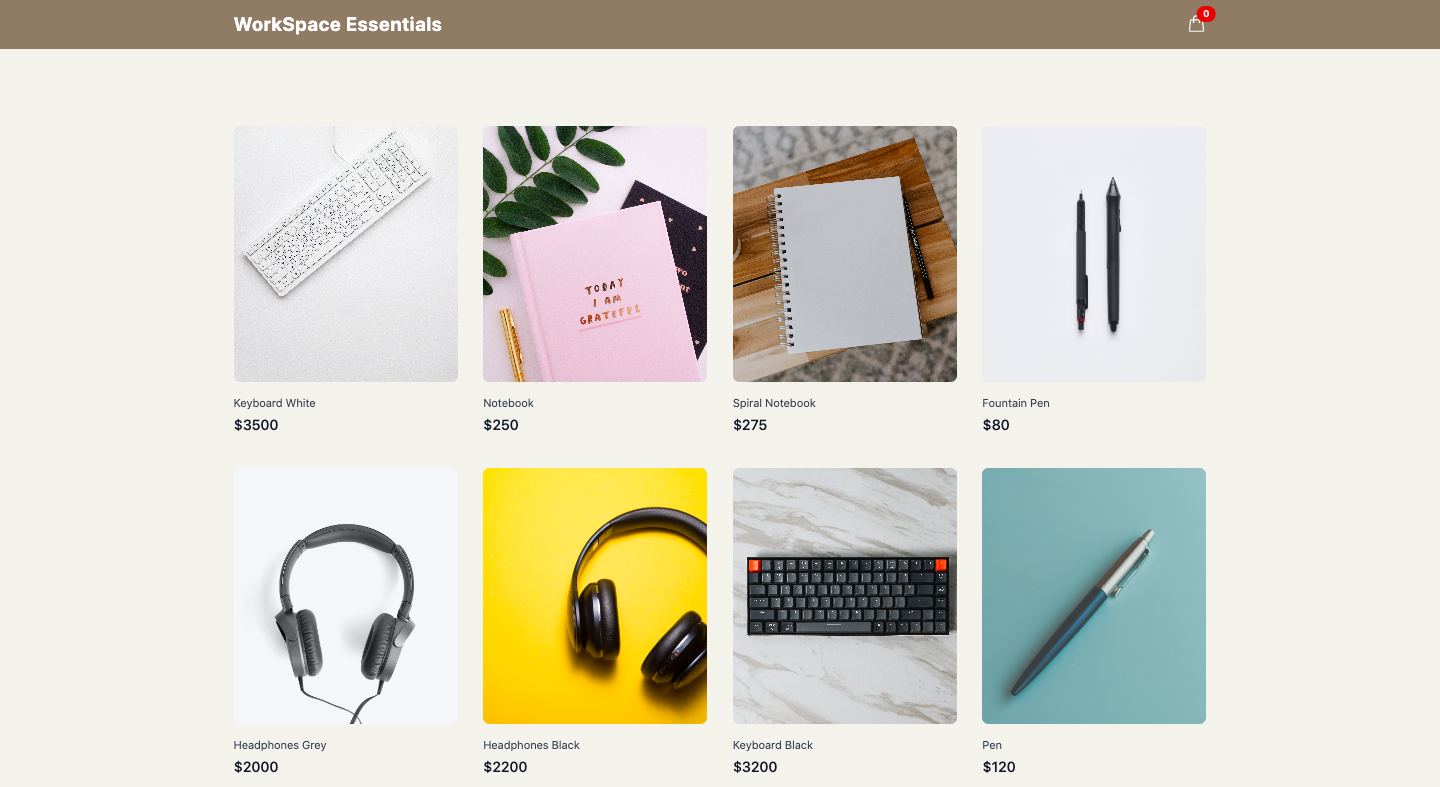 WorkSpace Essentials
0
TODAY
I AM
GRATEFUL
Keyboard White
$3500
Notebook
$250
Spiral Notebook
$275
Fountain Pen
$80
Headphones Grey
$2000
Headphones Black
$2200
Keyboard Black
$3200
Pen
$120